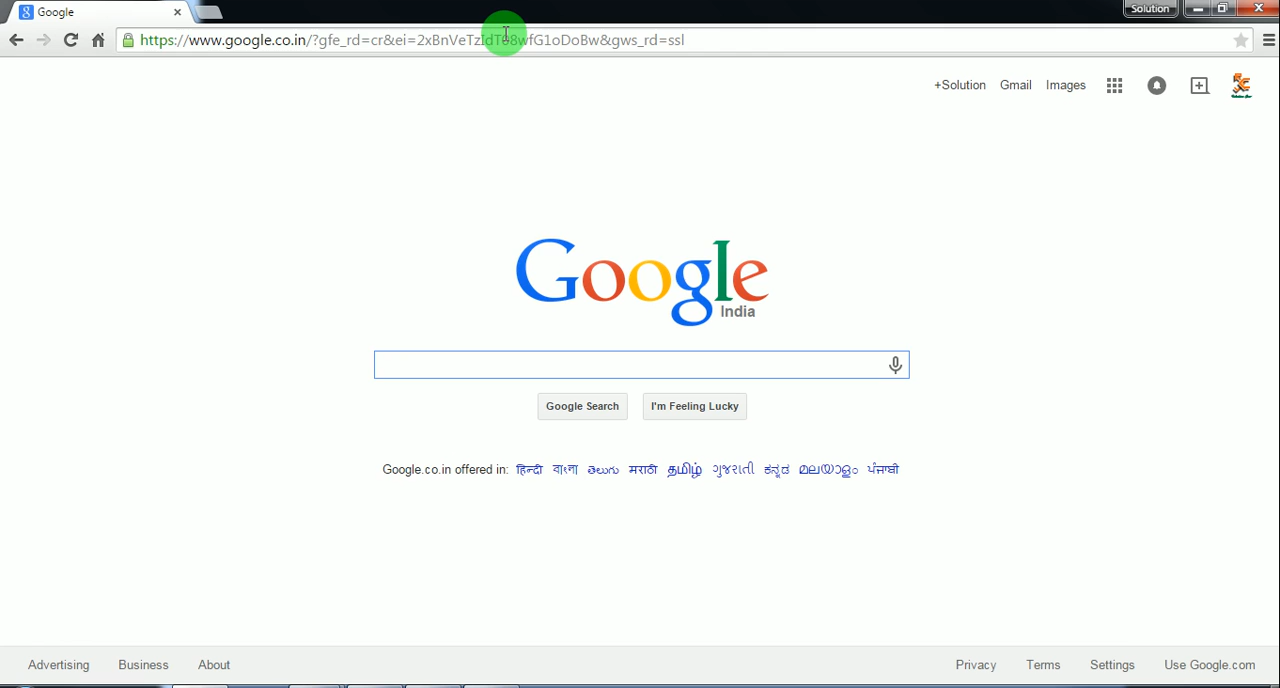 Google
Solution
https://www.google.co.in/?gfe_rd=cr&ei=2xBnVeTzIdT08wfG1oDoBw&gws_rd=ssl
+Solution Gmail Images
Google
India
Google Search I'm Feeling Lucky
Google.co.in offered in: हिन्दी বাংলা తెలుగు मराठी தமிழ் ગુજરાતી ಕನ್ನಡ മലയാളം ਪੰਜਾਬੀ
Advertising Business About Privacy Terms Settings Use Google.com